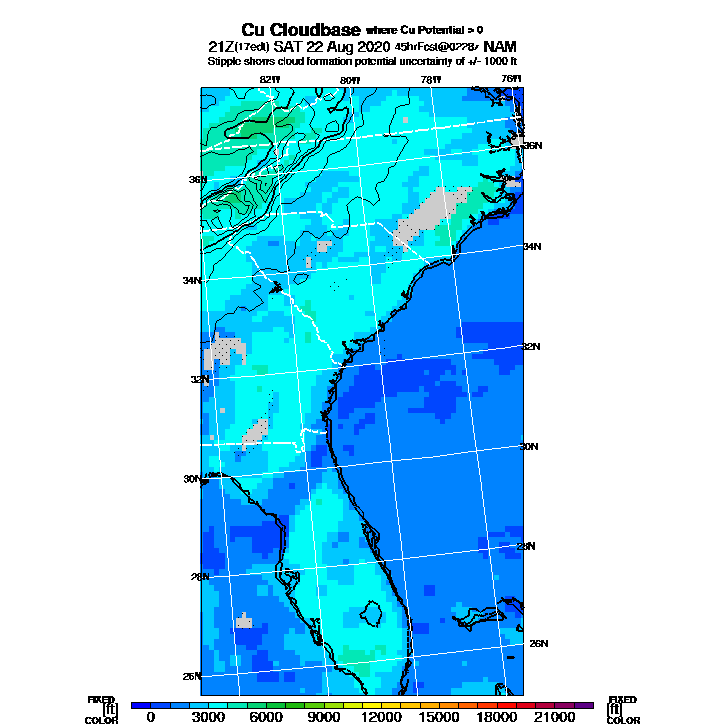 Cu Cloudbase where Cu Potential > 0
21Z(17edt) SAT 22 Aug 2020 45hrFcst@0228z NAM
Stipple shows cloud formation potential uncertainty of +/- 1000 ft
82W 80W 78W 76W
36N
36N
34N
34N
32N
32N
30N
30N
28N
28N
26N
26N
FIXED FIXED
[ft] [ft]
COLOR 0 3000 6000 9000 12000 15000 18000 21000 COLOR